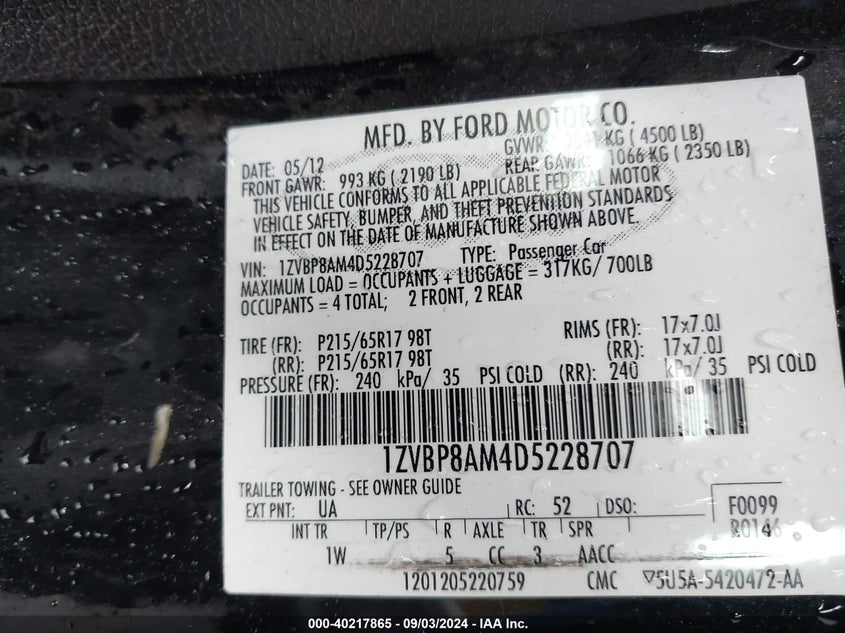 MFD. BY FORD MOTOR CO.
DATE: 05/12 GVWR: 2041 KG ( 4500 LB)
FRONT GAWR: 993 KG ( 2190 LB) REAR GAWR: 1066 KG ( 2350 LB)
THIS VEHICLE CONFORMS TO ALL APPLICABLE FEDERAL MOTOR
VEHICLE SAFETY, BUMPER, AND THEFT PREVENTION STANDARDS
IN EFFECT ON THE DATE OF MANUFACTURE SHOWN ABOVE.
VIN: 1ZVBP8AM4D5228707 TYPE: Passenger Car
MAXIMUM LOAD = OCCUPANTS + LUGGAGE = 317KG/ 700LB
OCCUPANTS = 4 TOTAL; 2 FRONT, 2 REAR
TIRE (FR): P215/65R17 98T RIMS (FR): 17x7.0J
(RR): P215/65R17 98T (RR): 17x7.0J
PRESSURE (FR): 240 kPa/ 35 PSI COLD (RR): 240 kPa/ 35 PSI COLD
1ZVBP8AM4D5228707
TRAILER TOWING - SEE OWNER GUIDE
EXT PNT: UA RC: 52 DSO: F0099
INT TR TP/PS R AXLE TR SPR R0146
1W 5 CC 3 AACC
1201205220759 CMC 5U5A-5420472-AA
000-40217865 - 09/03/2024 - IAAI.com